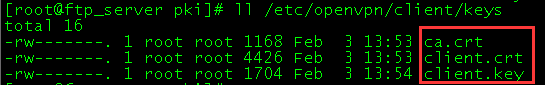 [root@ftp_server pki]# ll /etc/openvpn/client/keys
total 16
-rw-------. 1 root root 1168 Feb  3 13:53 ca.crt
-rw-------. 1 root root 4426 Feb  3 13:53 client.crt
-rw-------. 1 root root 1704 Feb  3 13:54 client.key